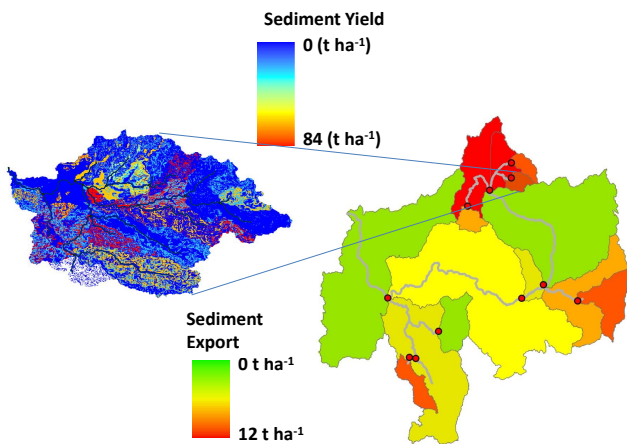 Sediment Yield
0 (t ha⁻¹)
84 (t ha⁻¹)
Sediment
Export
0 t ha⁻¹
12 t ha⁻¹